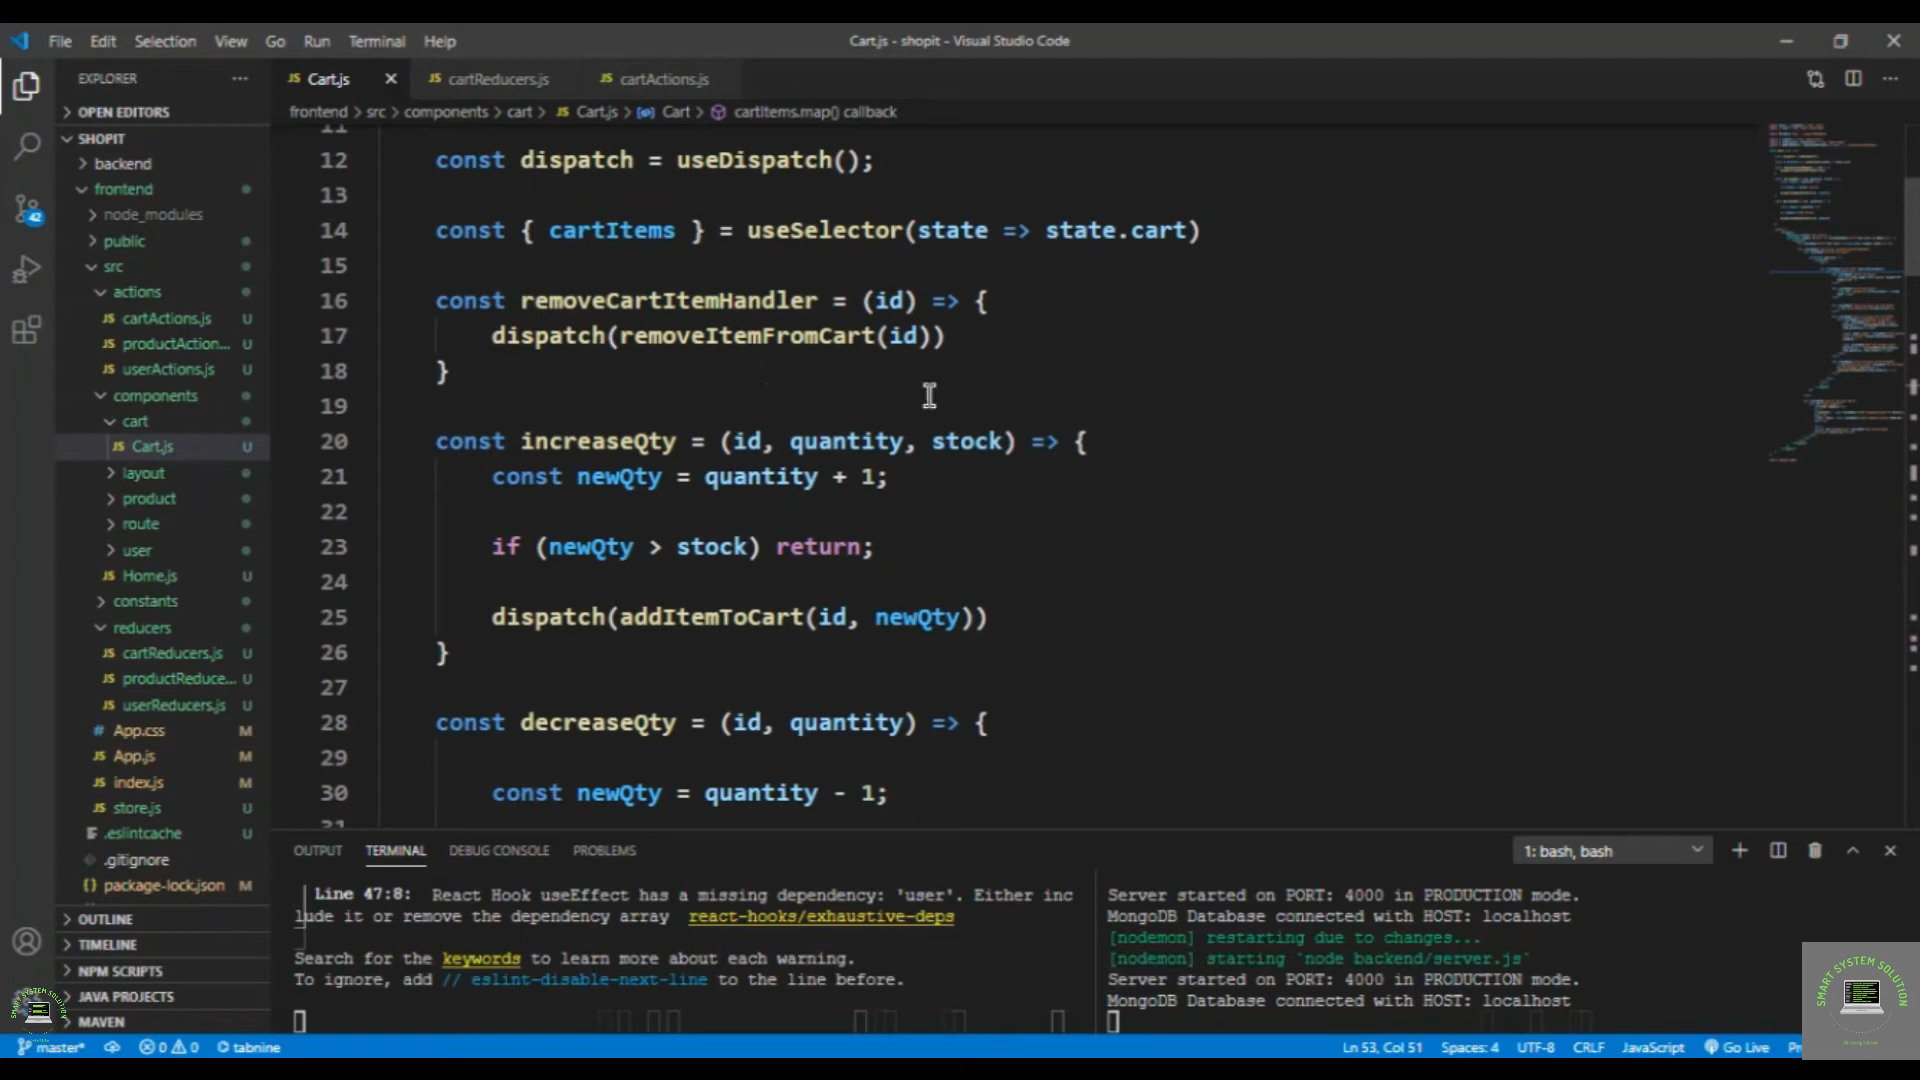 File Edit Selection View Go Run Terminal Help
Cart.js - shopit - Visual Studio Code
EXPLORER
Cart.js
cartReducers.js
cartActions.js
OPEN EDITORS
frontend > src > components > cart > JS Cart.js > Cart > cartItems.map() callback
SHOPIT
backend
frontend
node_modules
public
src
actions
JS cartActions.js U
JS productAction... U
JS userActions.js U
components
cart
JS Cart.js U
layout
product
route
user
JS Home.js U
constants
reducers
JS cartReducers.js U
JS productReduce... U
JS userReducers.js U
# App.css M
JS App.js M
JS index.js M
JS store.js U
.eslintcache U
.gitignore
{} package-lock.json M
OUTLINE
TIMELINE
NPM SCRIPTS
JAVA PROJECTS
MAVEN
42
11
12 const dispatch = useDispatch();
13
14 const { cartItems } = useSelector(state => state.cart)
15
16 const removeCartItemHandler = (id) => {
17 dispatch(removeItemFromCart(id))
18 }
19
20 const increaseQty = (id, quantity, stock) => {
21 const newQty = quantity + 1;
22
23 if (newQty > stock) return;
24
25 dispatch(addItemToCart(id, newQty))
26 }
27
28 const decreaseQty = (id, quantity) => {
29
30 const newQty = quantity - 1;
31
OUTPUT TERMINAL DEBUG CONSOLE PROBLEMS
1: bash, bash
Line 47:8: React Hook useEffect has a missing dependency: 'user'. Either inc
lude it or remove the dependency array react-hooks/exhaustive-deps
Search for the keywords to learn more about each warning.
To ignore, add // eslint-disable-next-line to the line before.
Server started on PORT: 4000 in PRODUCTION mode.
MongoDB Database connected with HOST: localhost
[nodemon] restarting due to changes...
[nodemon] starting `node backend/server.js`
Server started on PORT: 4000 in PRODUCTION mode.
MongoDB Database connected with HOST: localhost
SMART SYSTEM SOLUTION
master* 0 0 tabnine
Ln 53, Col 51 Spaces: 4 UTF-8 CRLF JavaScript Go Live